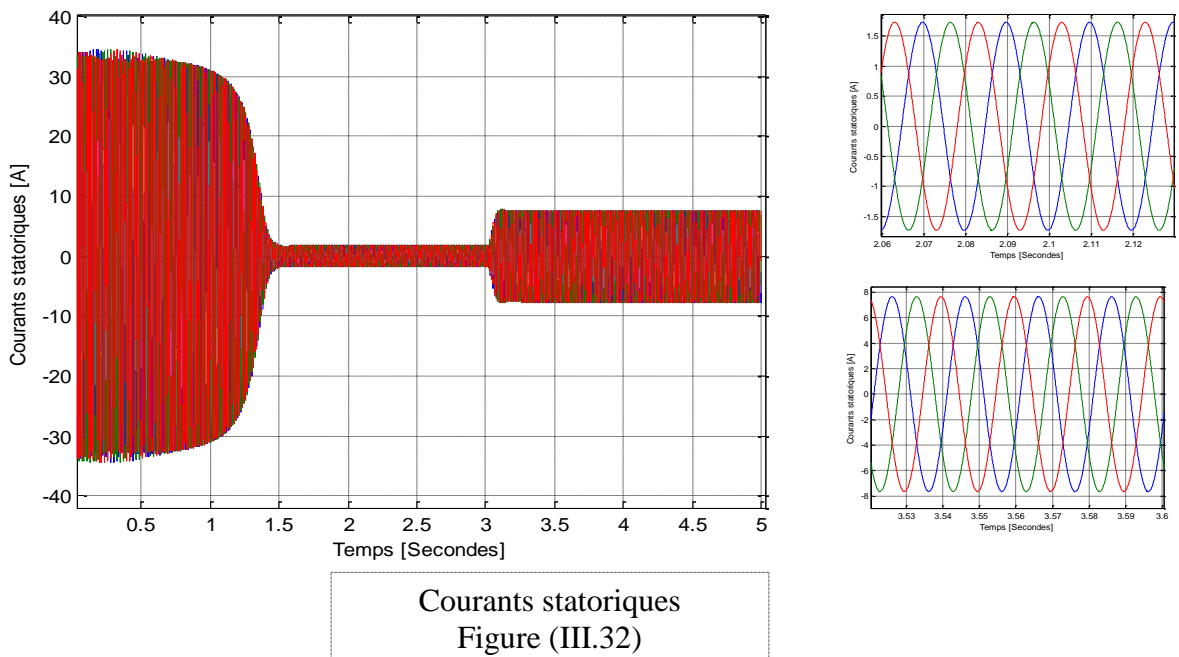 40
30
20
10
0
-10
-20
-30
-40
Courants statoriques [A]
0.5 1 1.5 2 2.5 3 3.5 4 4.5 5
Temps [Secondes]
1.5
1
0.5
0
-0.5
-1
-1.5
Courants statoriques [A]
2.06 2.07 2.08 2.09 2.1 2.11 2.12
Temps [Secondes]
8
6
4
2
0
-2
-4
-6
-8
Courants statoriques [A]
3.53 3.54 3.55 3.56 3.57 3.58 3.59 3.6
Temps [Secondes]
Courants statoriques
Figure (III.32)